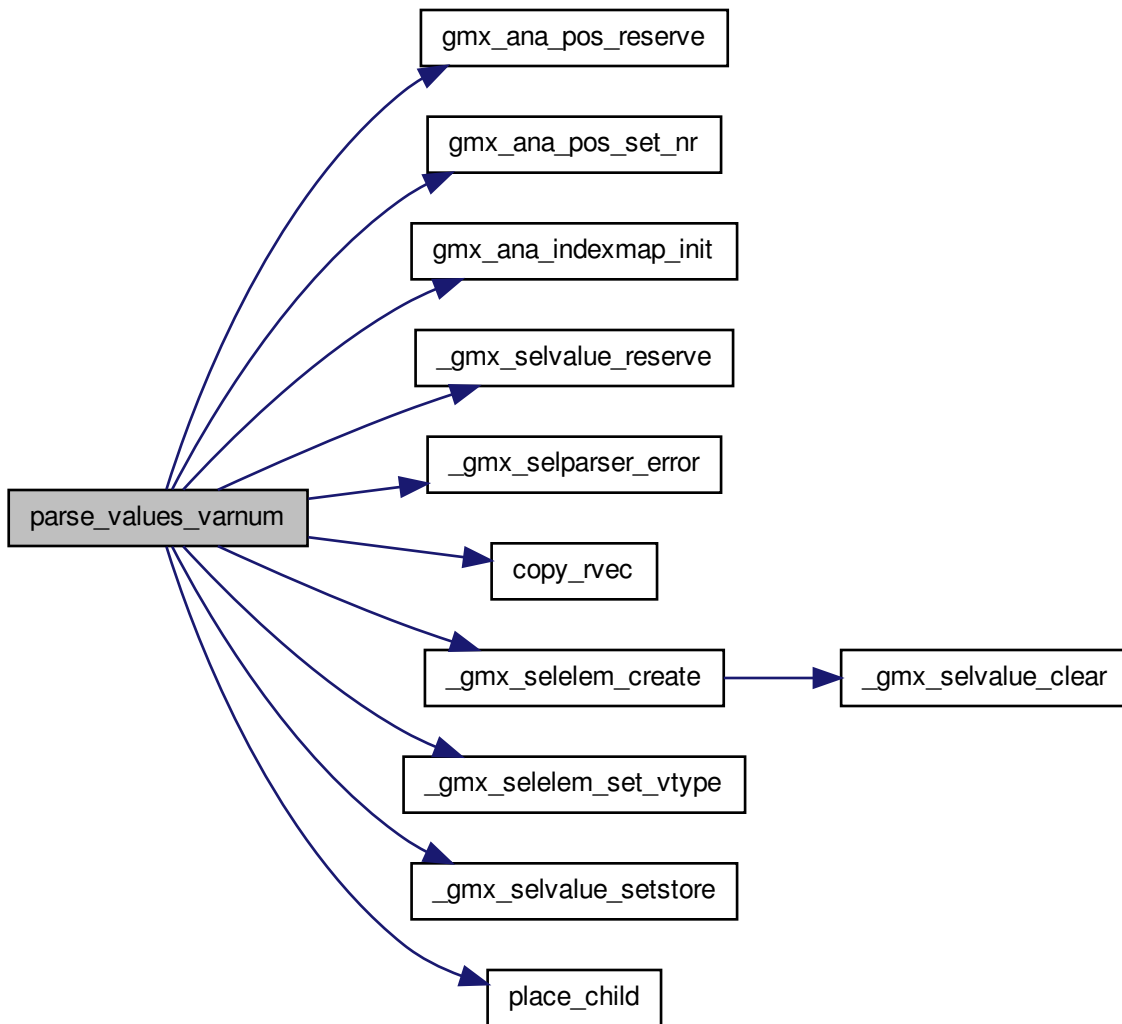 gmx_ana_pos_reserve
gmx_ana_pos_set_nr
gmx_ana_indexmap_init
_gmx_selvalue_reserve
_gmx_selparser_error
parse_values_varnum
copy_rvec
_gmx_selelem_create
_gmx_selvalue_clear
_gmx_selelem_set_vtype
_gmx_selvalue_setstore
place_child